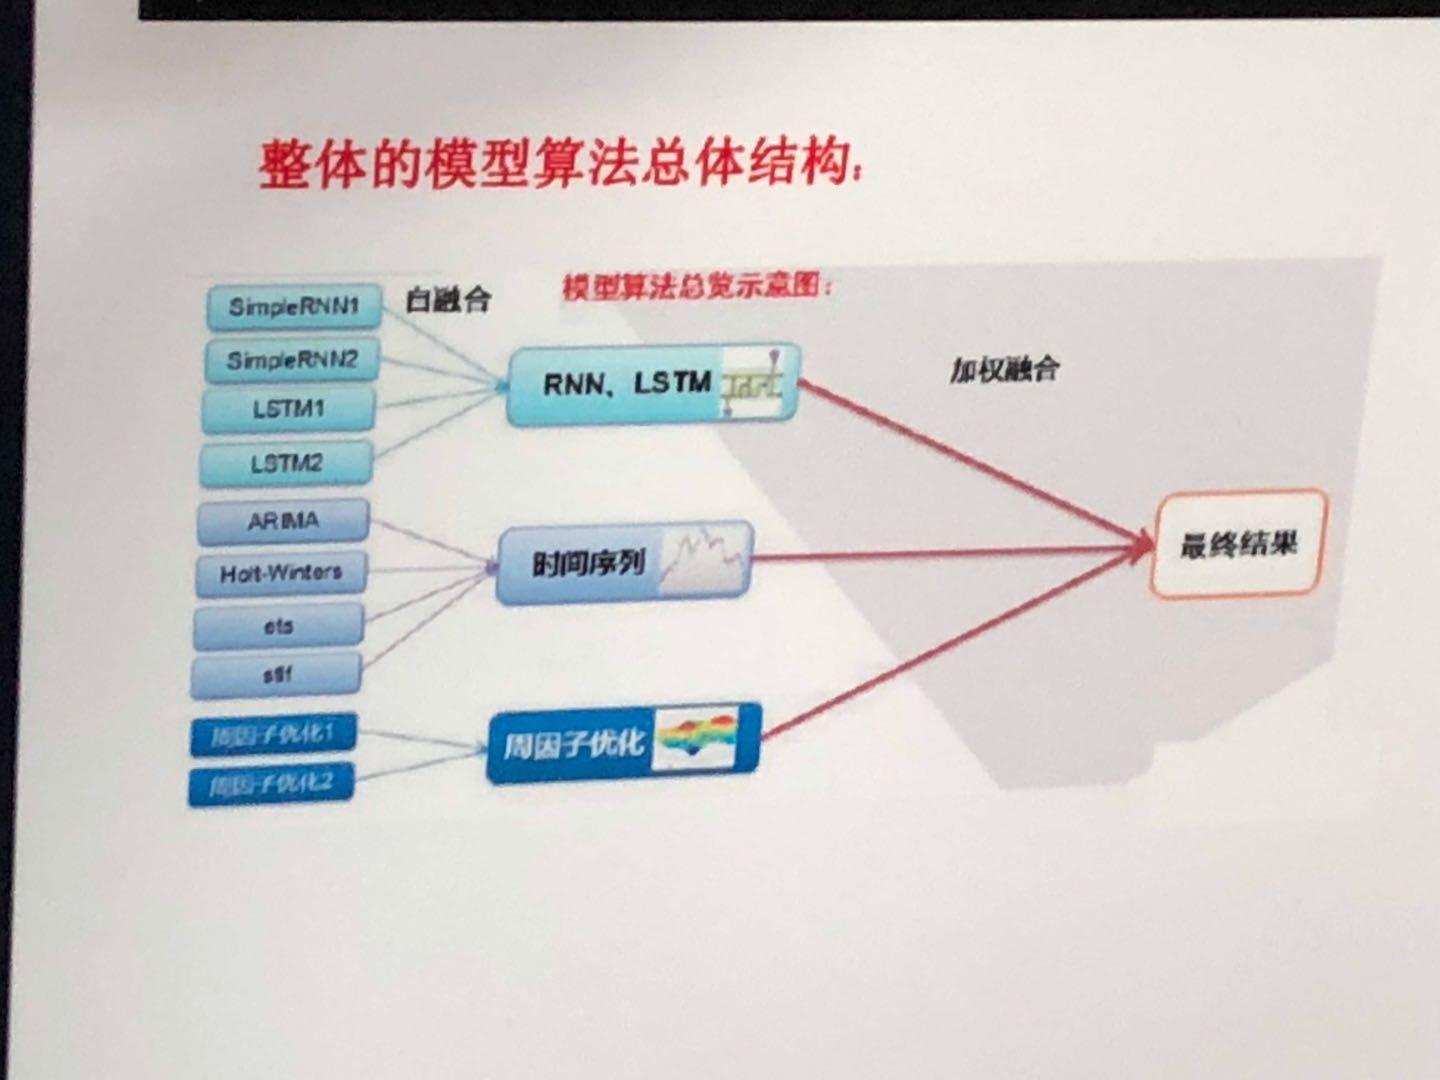 整体的模型算法总体结构:
模型算法总览示意图:
自融合
加权融合
SimpleRNN1
SimpleRNN2
LSTM1
LSTM2
RNN、LSTM
ARIMA
Holt-Winters
ets
stlf
时间序列
周因子优化1
周因子优化2
周因子优化
最终结果